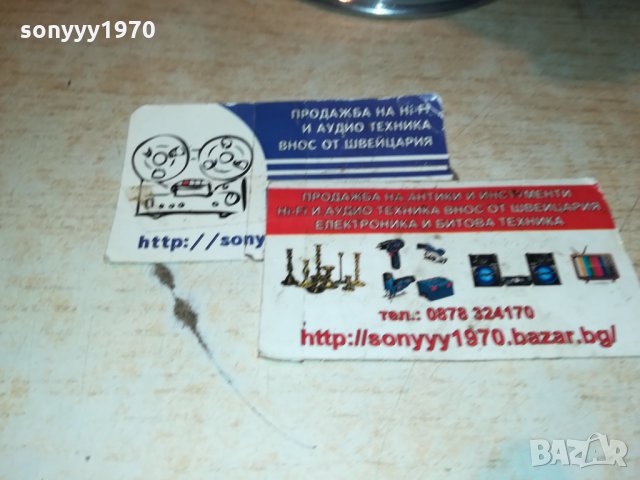 sonyyy1970
ПРОДАЖБА НА Hi-Fi
И АУДИО ТЕХНИКА
ВНОС ОТ ШВЕЙЦАРИЯ
http://sony
ПРОДАЖБА НА АНТИКИ И ИНСТРУМЕНТИ
Hi-Fi И АУДИО ТЕХНИКА ВНОС ОТ ШВЕЙЦАРИЯ
ЕЛЕКТРОНИКА И БИТОВА ТЕХНИКА
тел.: 0878 324170
http://sonyyy1970.bazar.bg/
BAZAR
sonyyy1970